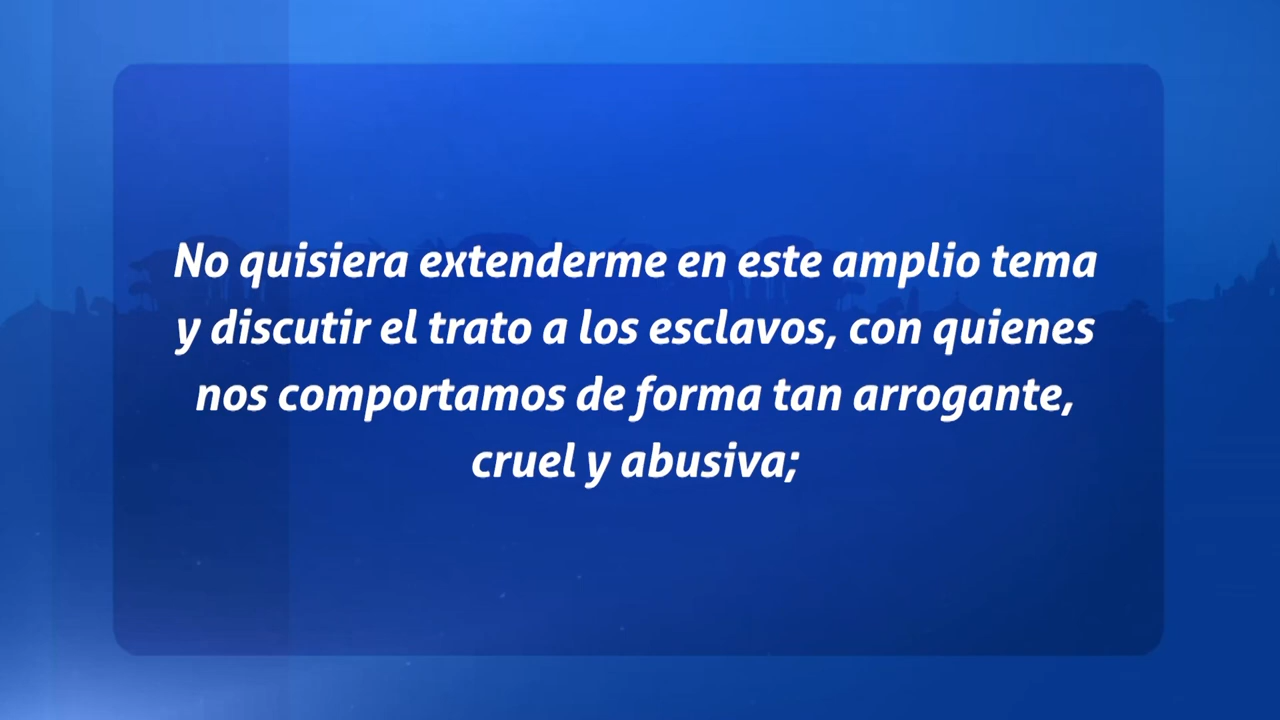 No quisiera extenderme en este amplio tema
y discutir el trato a los esclavos, con quienes
nos comportamos de forma tan arrogante,
cruel y abusiva;